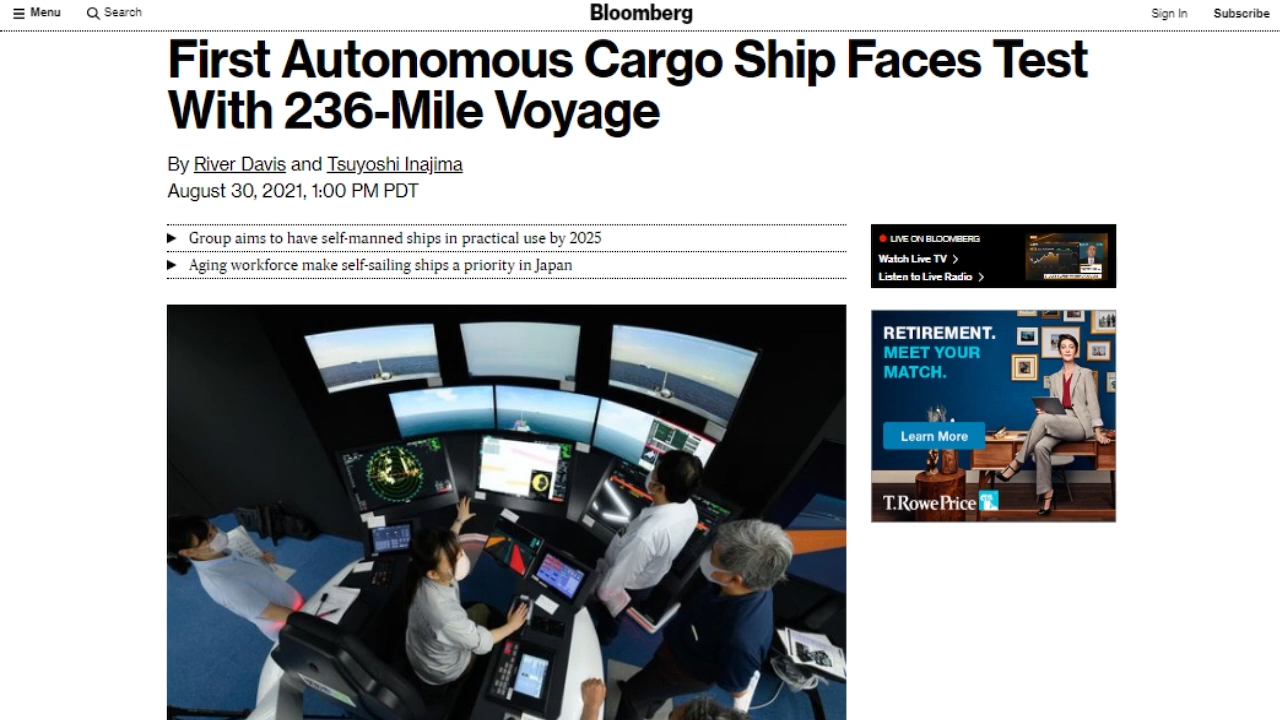 Menu
Search
Bloomberg
Sign In
Subscribe
First Autonomous Cargo Ship Faces Test
With 236-Mile Voyage
By River Davis and Tsuyoshi Inajima
August 30, 2021, 1:00 PM PDT
Group aims to have self-manned ships in practical use by 2025
Aging workforce make self-sailing ships a priority in Japan
LIVE ON BLOOMBERG
Watch Live TV
Listen to Live Radio
RETIREMENT.
MEET YOUR
MATCH.
Learn More
T.RowePrice